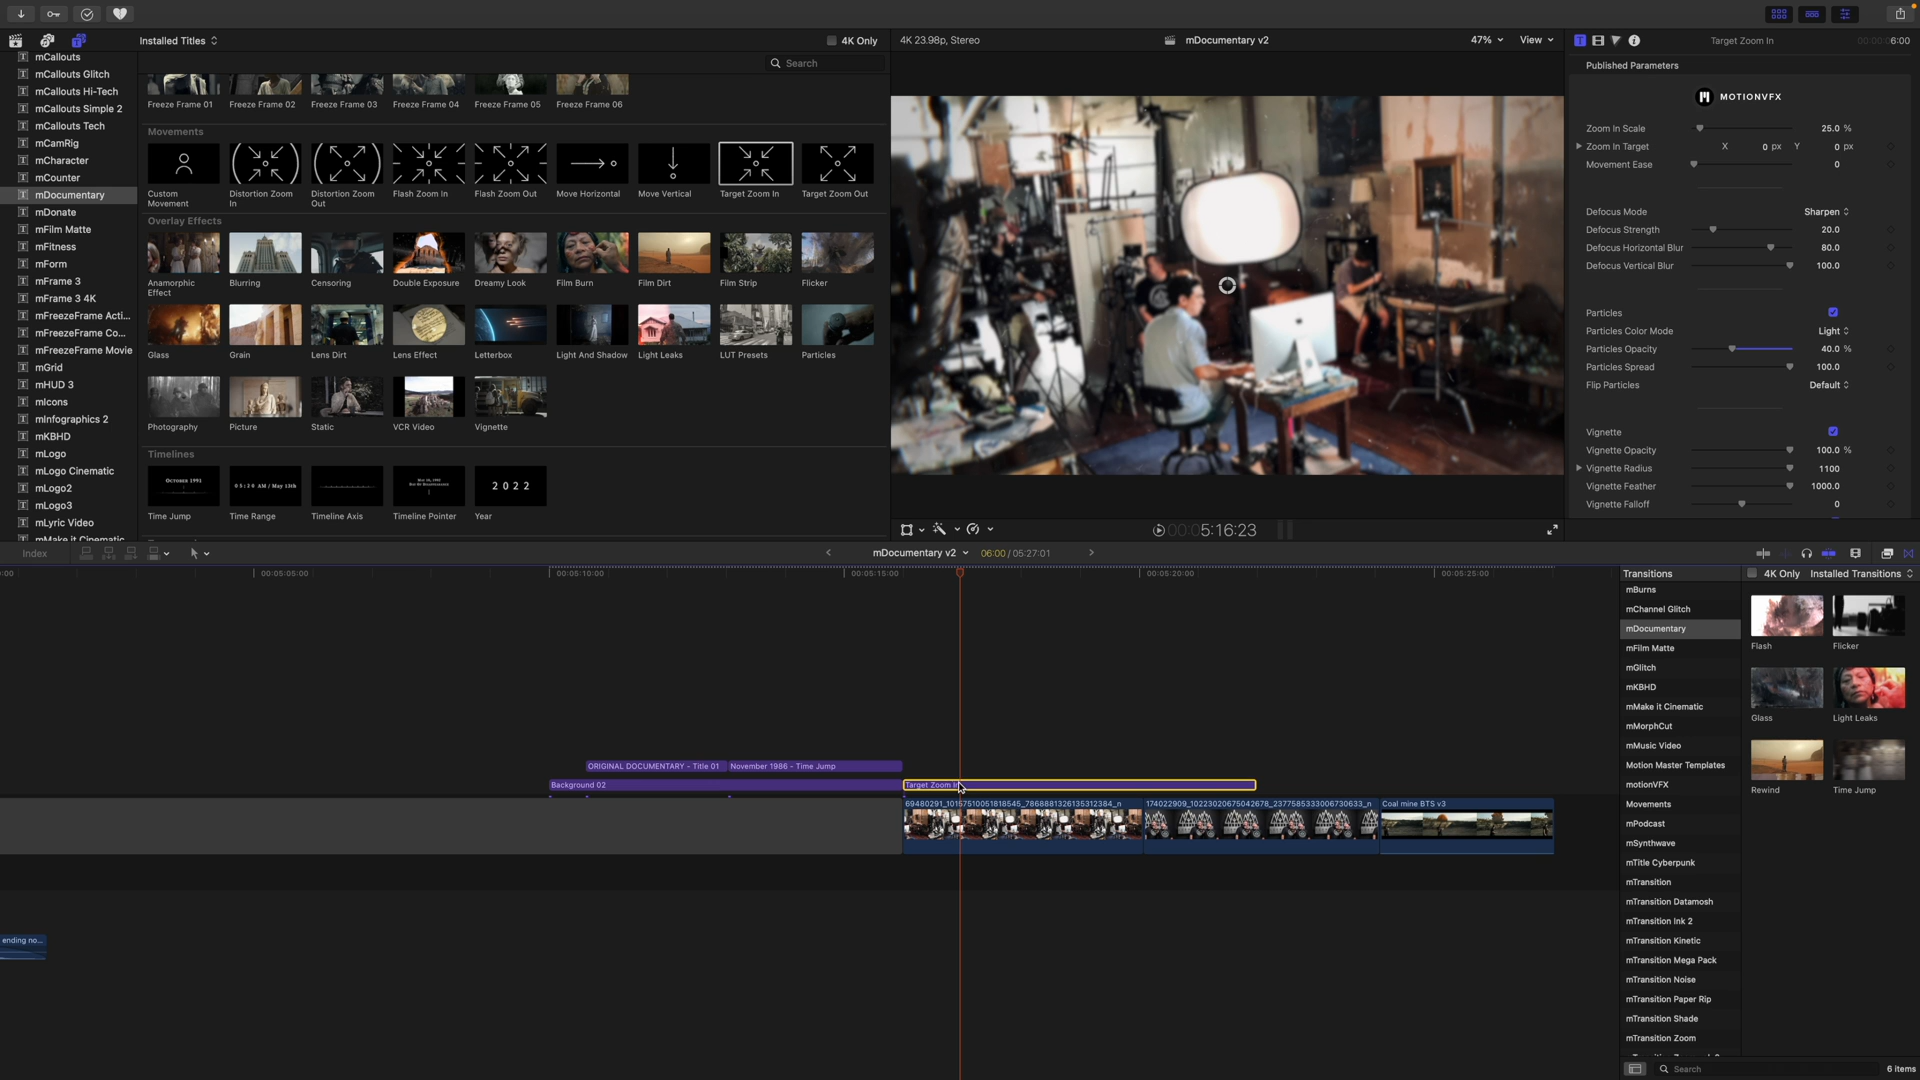 Installed Titles
4K Only
4K 23.98p, Stereo
mDocumentary v2
47%
View
Target Zoom In
00:00:06:00
mCallouts
mCallouts Glitch
mCallouts Hi-Tech
mCallouts Simple 2
mCallouts Tech
mCamRig
mCharacter
mCounter
mDocumentary
mDonate
mFilm Matte
mFitness
mForm
mFrame 3
mFrame 3 4K
mFreezeFrame Acti...
mFreezeFrame Co...
mFreezeFrame Movie
mGrid
mHUD 3
mIcons
mInfographics 2
mKBHD
mLogo
mLogo Cinematic
mLogo2
mLogo3
mLyric Video
mMake it Cinematic
Search
Freeze Frame 01
Freeze Frame 02
Freeze Frame 03
Freeze Frame 04
Freeze Frame 05
Freeze Frame 06
Movements
Custom Movement
Distortion Zoom In
Distortion Zoom Out
Flash Zoom In
Flash Zoom Out
Move Horizontal
Move Vertical
Target Zoom In
Target Zoom Out
Overlay Effects
Anamorphic Effect
Blurring
Censoring
Double Exposure
Dreamy Look
Film Burn
Film Dirt
Film Strip
Flicker
Glass
Grain
Lens Dirt
Lens Effect
Letterbox
Light And Shadow
Light Leaks
LUT Presets
Particles
Photography
Picture
Static
VCR Video
Vignette
Timelines
OCTOBER 1991
05:20 AM / May 13th
2022
Time Jump
Time Range
Timeline Axis
Timeline Pointer
Year
Published Parameters
MOTIONVFX
Zoom In Scale 25.0 %
Zoom In Target X 0 px Y 0 px
Movement Ease 0
Defocus Mode Sharpen
Defocus Strength 20.0
Defocus Horizontal Blur 80.0
Defocus Vertical Blur 100.0
Particles
Particles Color Mode Light
Particles Opacity 40.0 %
Particles Spread 100.0
Flip Particles Default
Vignette
Vignette Opacity 100.0 %
Vignette Radius 1100
Vignette Feather 1000.0
Vignette Falloff 0
00:00:5:16:23
Index
mDocumentary v2
06:00 / 05:27:01
:00
00:05:05:00
00:05:10:00
00:05:15:00
00:05:20:00
00:05:25:00
ORIGINAL DOCUMENTARY - Title 01
November 1986 - Time Jump
Background 02
Target Zoom In
69480291_10157510051818545_7868881326135312384_n
174022909_10223020675042678_2377585333006730633_n
Coal mine BTS v3
ending no...
Transitions
4K Only
Installed Transitions
mBurns
mChannel Glitch
mDocumentary
mFilm Matte
mGlitch
mKBHD
mMake it Cinematic
mMorphCut
mMusic Video
Motion Master Templates
motionVFX
Movements
mPodcast
mSynthwave
mTitle Cyberpunk
mTransition
mTransition Datamosh
mTransition Ink 2
mTransition Kinetic
mTransition Mega Pack
mTransition Noise
mTransition Paper Rip
mTransition Shade
mTransition Zoom
Flash
Flicker
Glass
Light Leaks
Rewind
Time Jump
Search
6 items